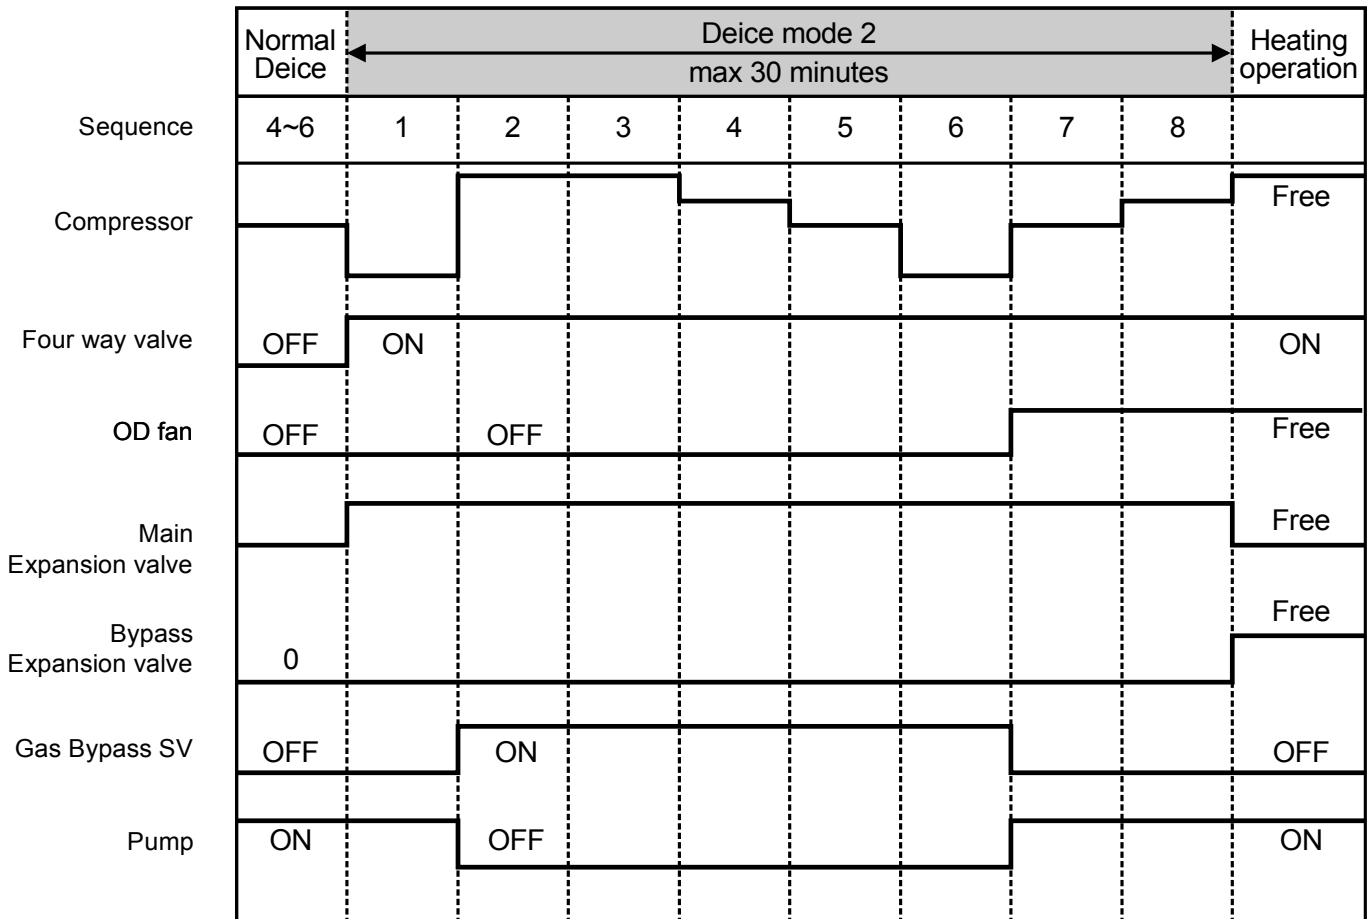 Normal
Deice
Deice mode 2
max 30 minutes
Heating
operation
Sequence 4~6 1 2 3 4 5 6 7 8
Compressor Free
Four way valve OFF ON ON
OD fan OFF OFF Free
Main
Expansion valve
Free
Bypass
Expansion valve
0
Free
Gas Bypass SV OFF ON OFF
Pump ON OFF ON